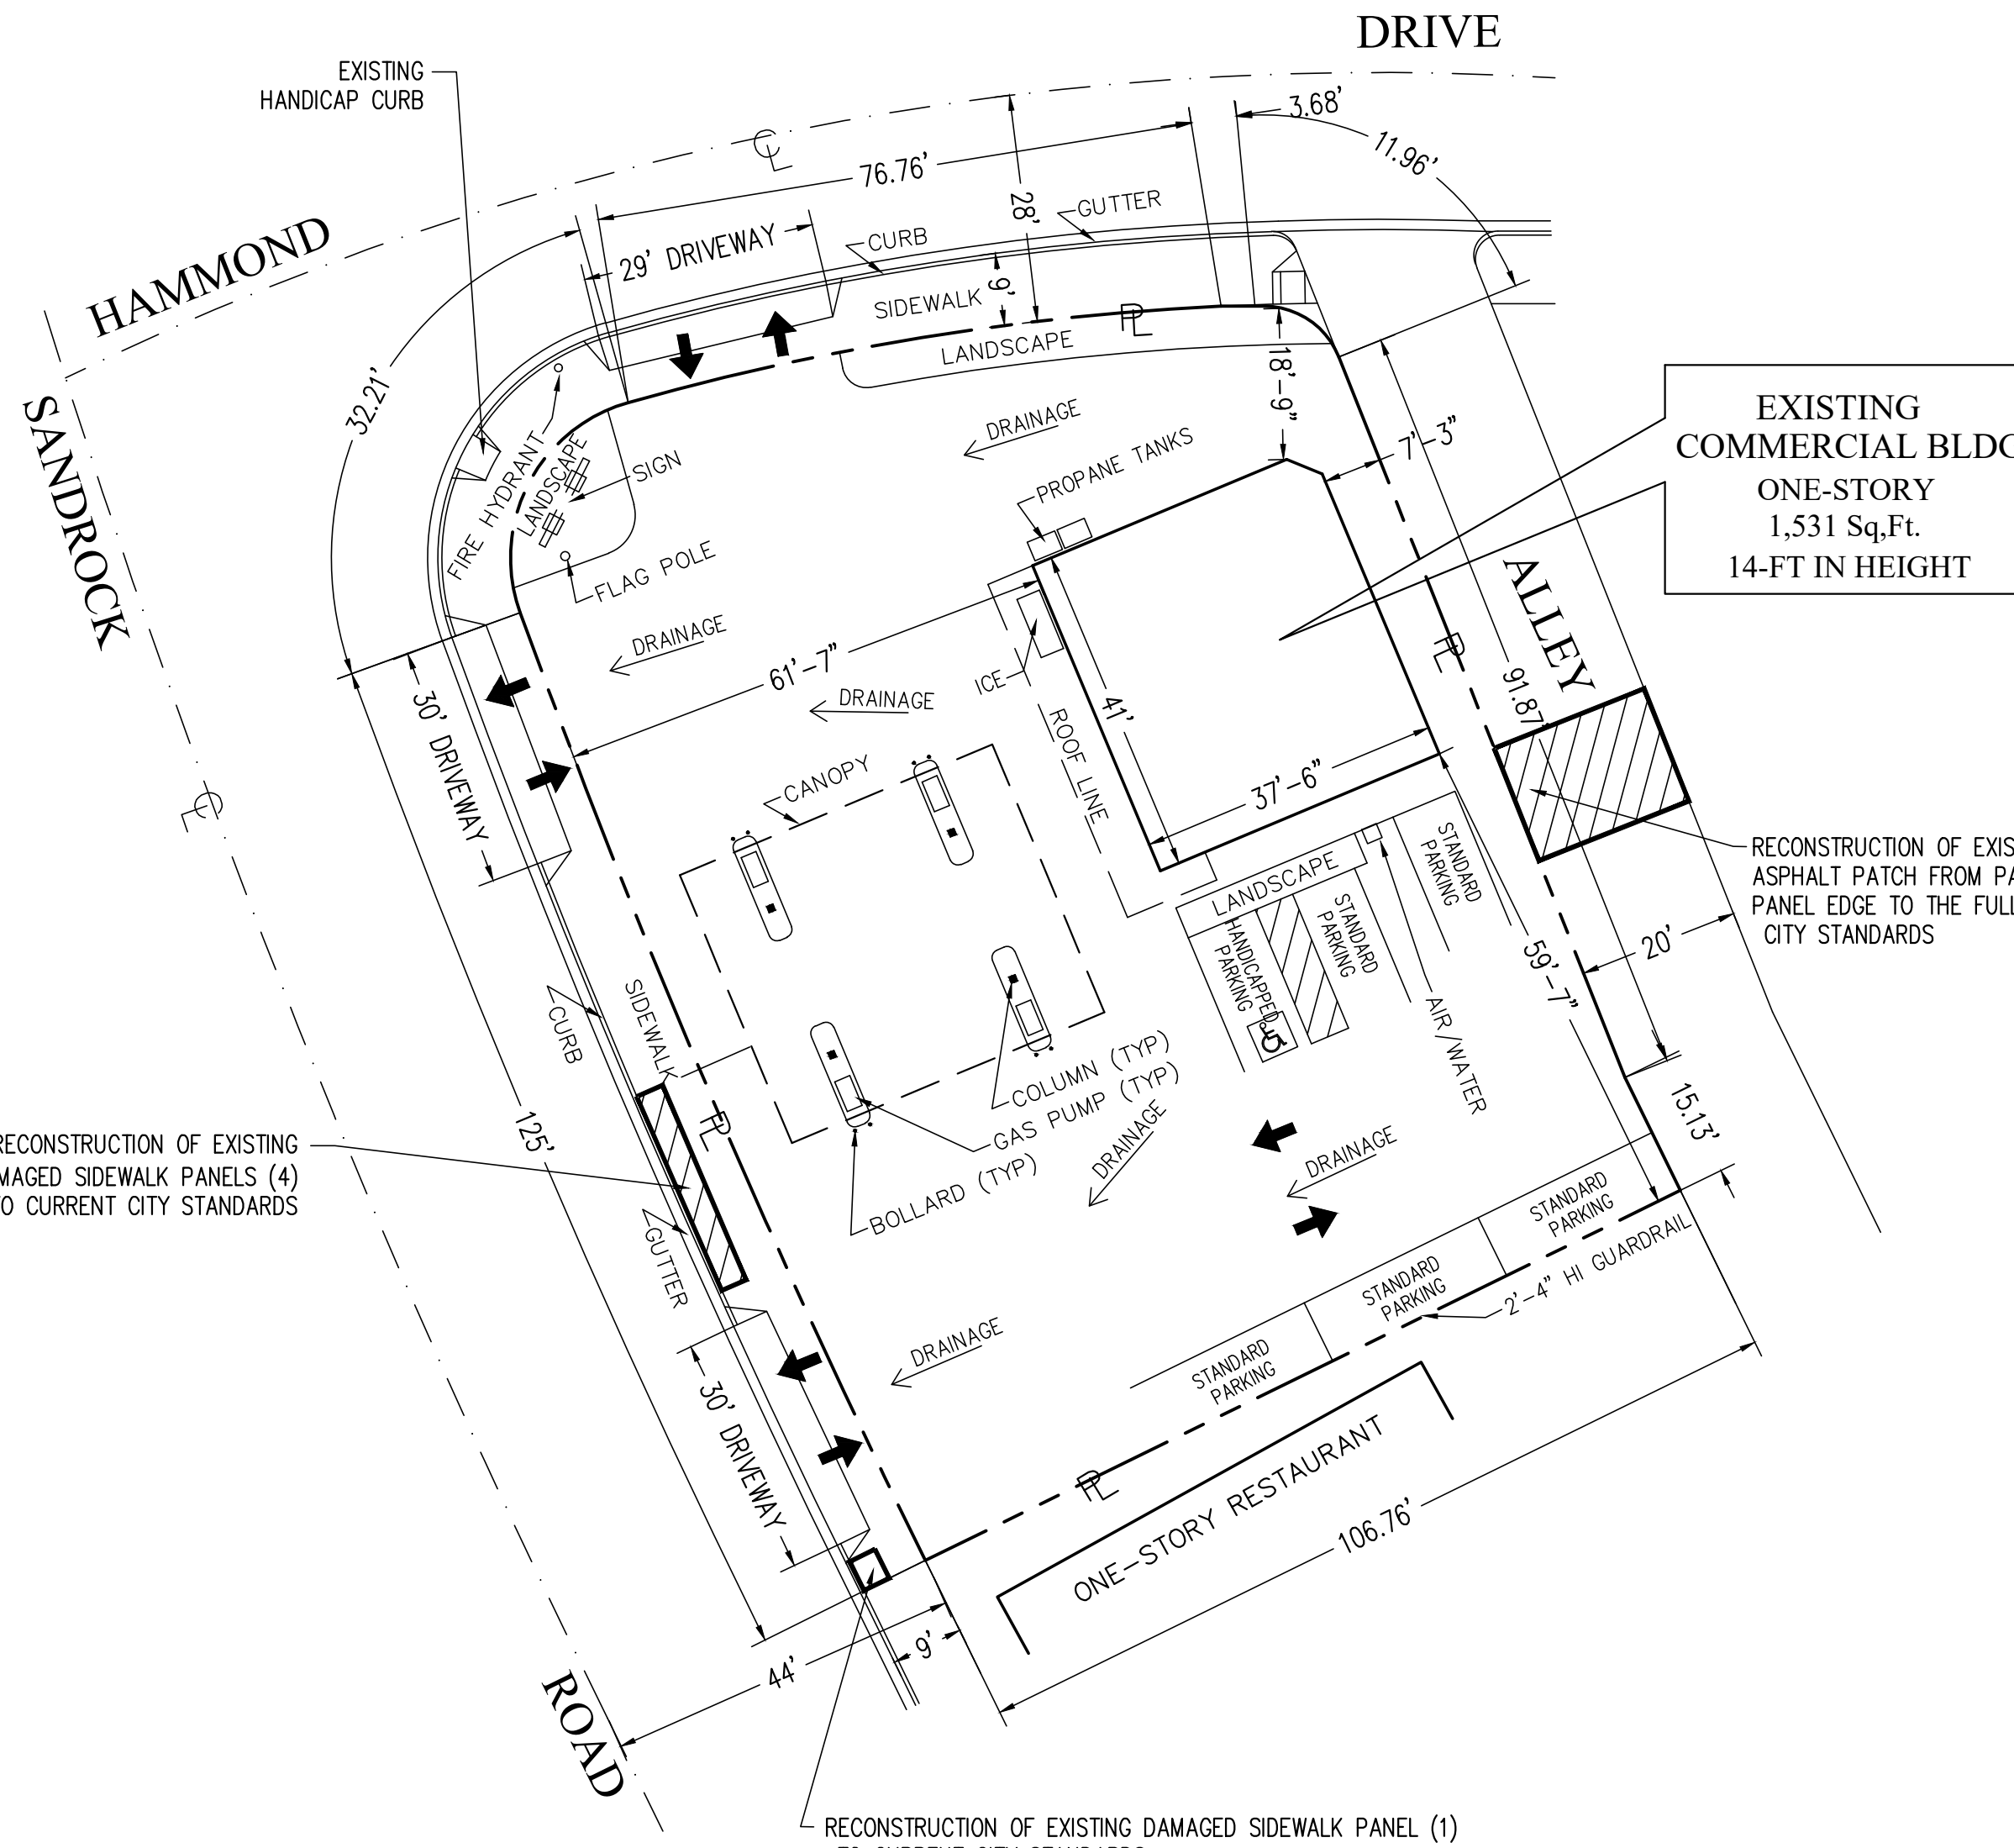 DRIVE
EXISTING
HANDICAP CURB
3.68'
11.96'
76.76'
28'
GUTTER
CURB
29' DRIVEWAY
HAMMOND
SIDEWALK
9'
PL
LANDSCAPE
18'-9"
32.21'
SANDROCK
EXISTING
COMMERCIAL BLDG
ONE-STORY
1,531 Sq,Ft.
14-FT IN HEIGHT
DRAINAGE
7'-3"
PROPANE TANKS
FIRE HYDRANT
LANDSCAPE
SIGN
FLAG POLE
DRAINAGE
61'-7"
DRAINAGE
ICE
ROOF LINE
41'
37'-6"
ALLEY
PL
91.87'
30' DRIVEWAY
CANOPY
STANDARD
PARKING
LANDSCAPE
HANDICAPPED
PARKING
STANDARD
PARKING
RECONSTRUCTION OF EXIS
ASPHALT PATCH FROM PA
PANEL EDGE TO THE FULL
CITY STANDARDS
59'-7"
20'
CURB
SIDEWALK
AIR/WATER
COLUMN (TYP)
GAS PUMP (TYP)
BOLLARD (TYP)
DRAINAGE
DRAINAGE
15.13'
125'
PL
RECONSTRUCTION OF EXISTING
MAGED SIDEWALK PANELS (4)
O CURRENT CITY STANDARDS
GUTTER
STANDARD
PARKING
STANDARD
PARKING
STANDARD
PARKING
2'-4" HI GUARDRAIL
DRAINAGE
30' DRIVEWAY
PL
ONE-STORY RESTAURANT
106.76'
9'
44'
ROAD
RECONSTRUCTION OF EXISTING DAMAGED SIDEWALK PANEL (1)